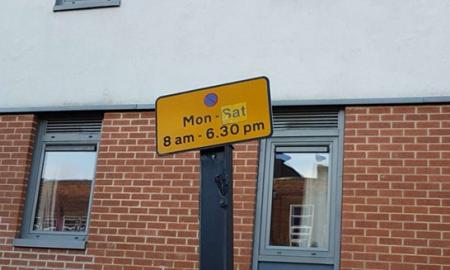 Mon - Sat
8 am - 6.30 pm